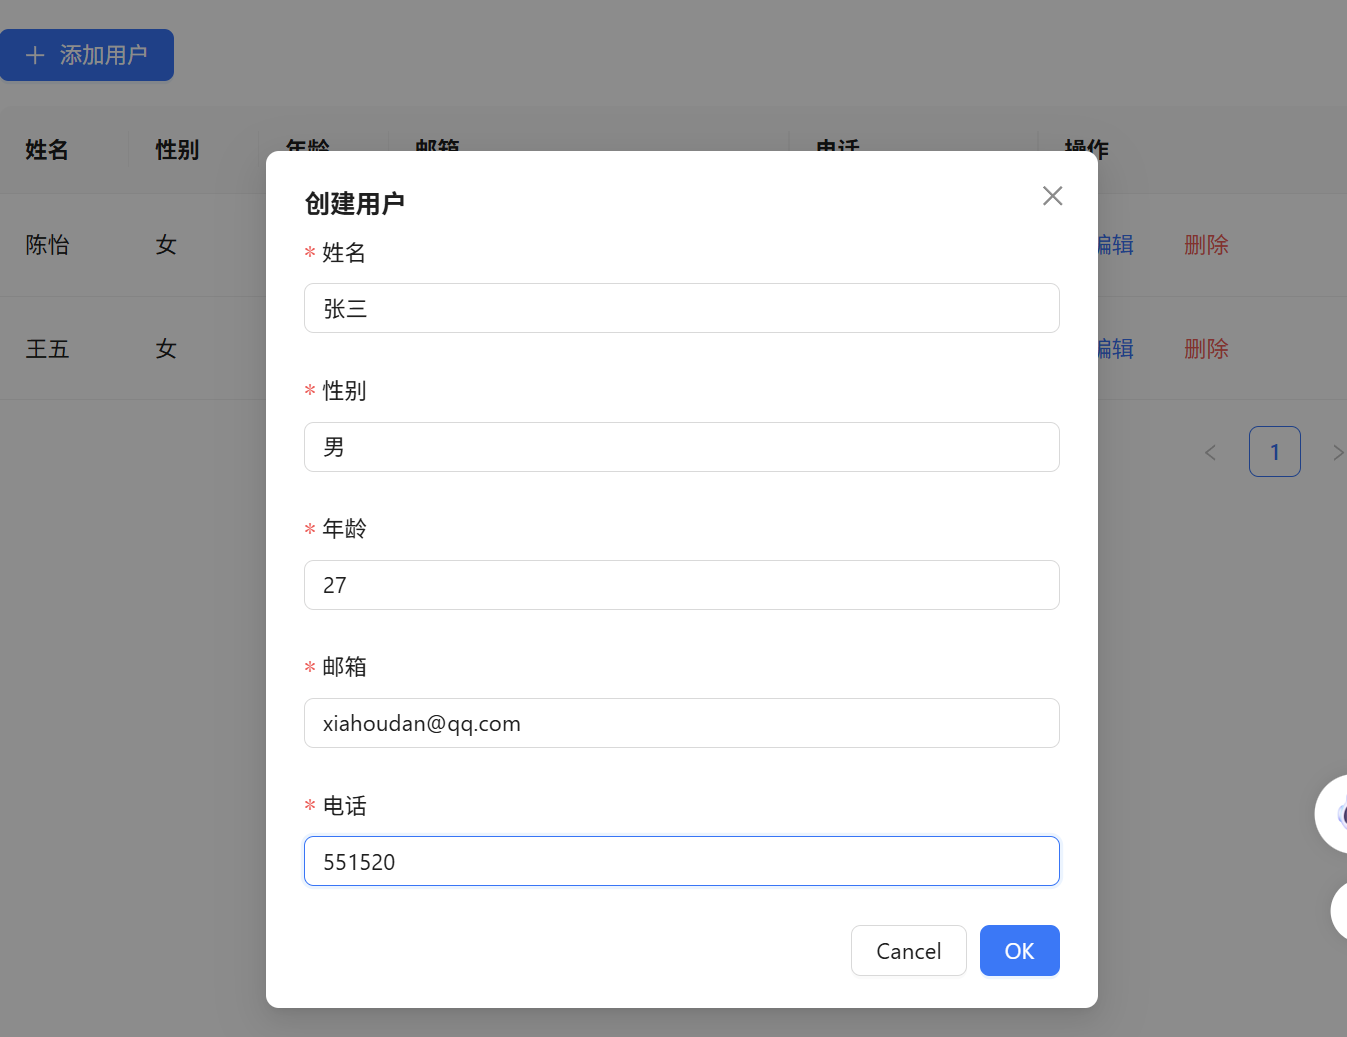 添加用户
姓名 性别 年龄 邮箱 电话 操作
创建用户
* 姓名
陈怡 女 编辑 删除
张三
王五 女 编辑 删除
* 性别
男
1
* 年龄
27
* 邮箱
xiahoudan@qq.com
* 电话
551520
Cancel OK